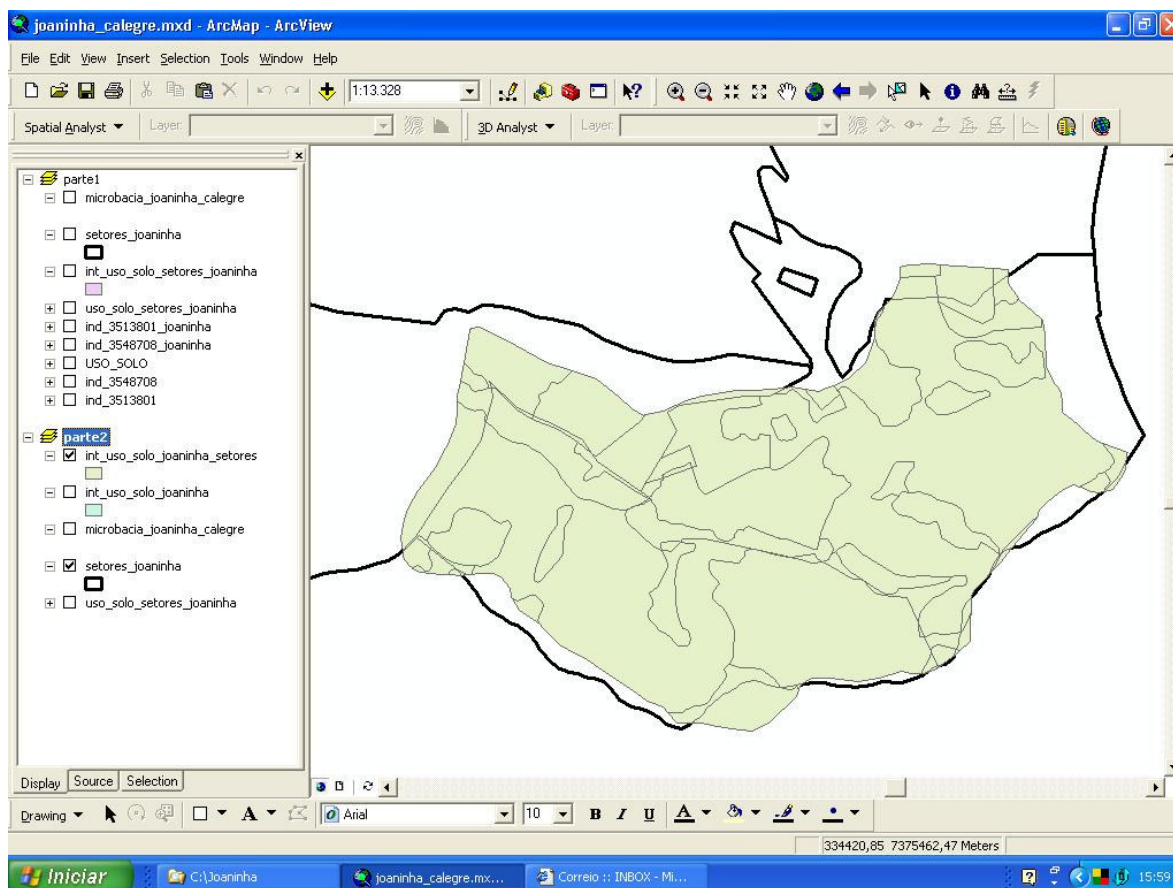 joaninha_calegre.mxd - ArcMap - ArcView
File Edit View Insert Selection Tools Window Help
1:13.328
Spatial Analyst Layer: 3D Analyst Layer:
parte1
microbacia_joaninha_calegre
setores_joaninha
int_uso_solo_setores_joaninha
uso_solo_setores_joaninha
ind_3513801_joaninha
ind_3548708_joaninha
USO_SOLO
ind_3548708
ind_3513801
parte2
int_uso_solo_joaninha_setores
int_uso_solo_joaninha
microbacia_joaninha_calegre
setores_joaninha
uso_solo_setores_joaninha
Display Source Selection
Drawing A Arial 10 B I U A
334420,85 7375462,47 Meters
Iniciar C:\Joaninha joaninha_calegre.mx... Correio :: INBOX - Mi... 15:59